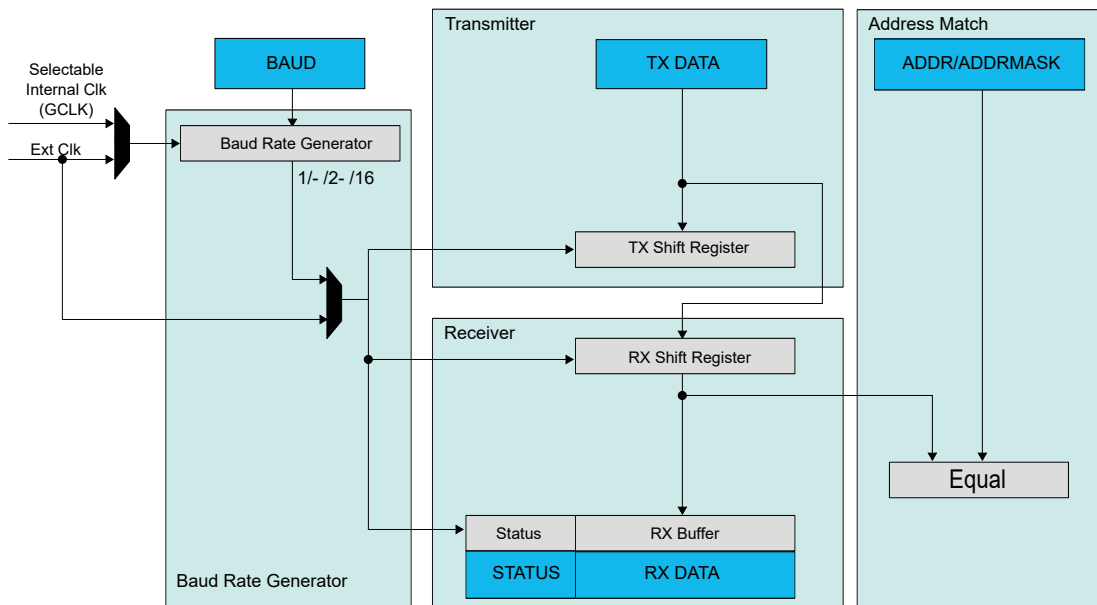 Transmitter
Address Match
BAUD
TX DATA
ADDR/ADDRMASK
Selectable
Internal Clk
(GCLK)
Baud Rate Generator
Ext Clk
1/- /2- /16
TX Shift Register
Receiver
RX Shift Register
Equal
Status
RX Buffer
STATUS
RX DATA
Baud Rate Generator